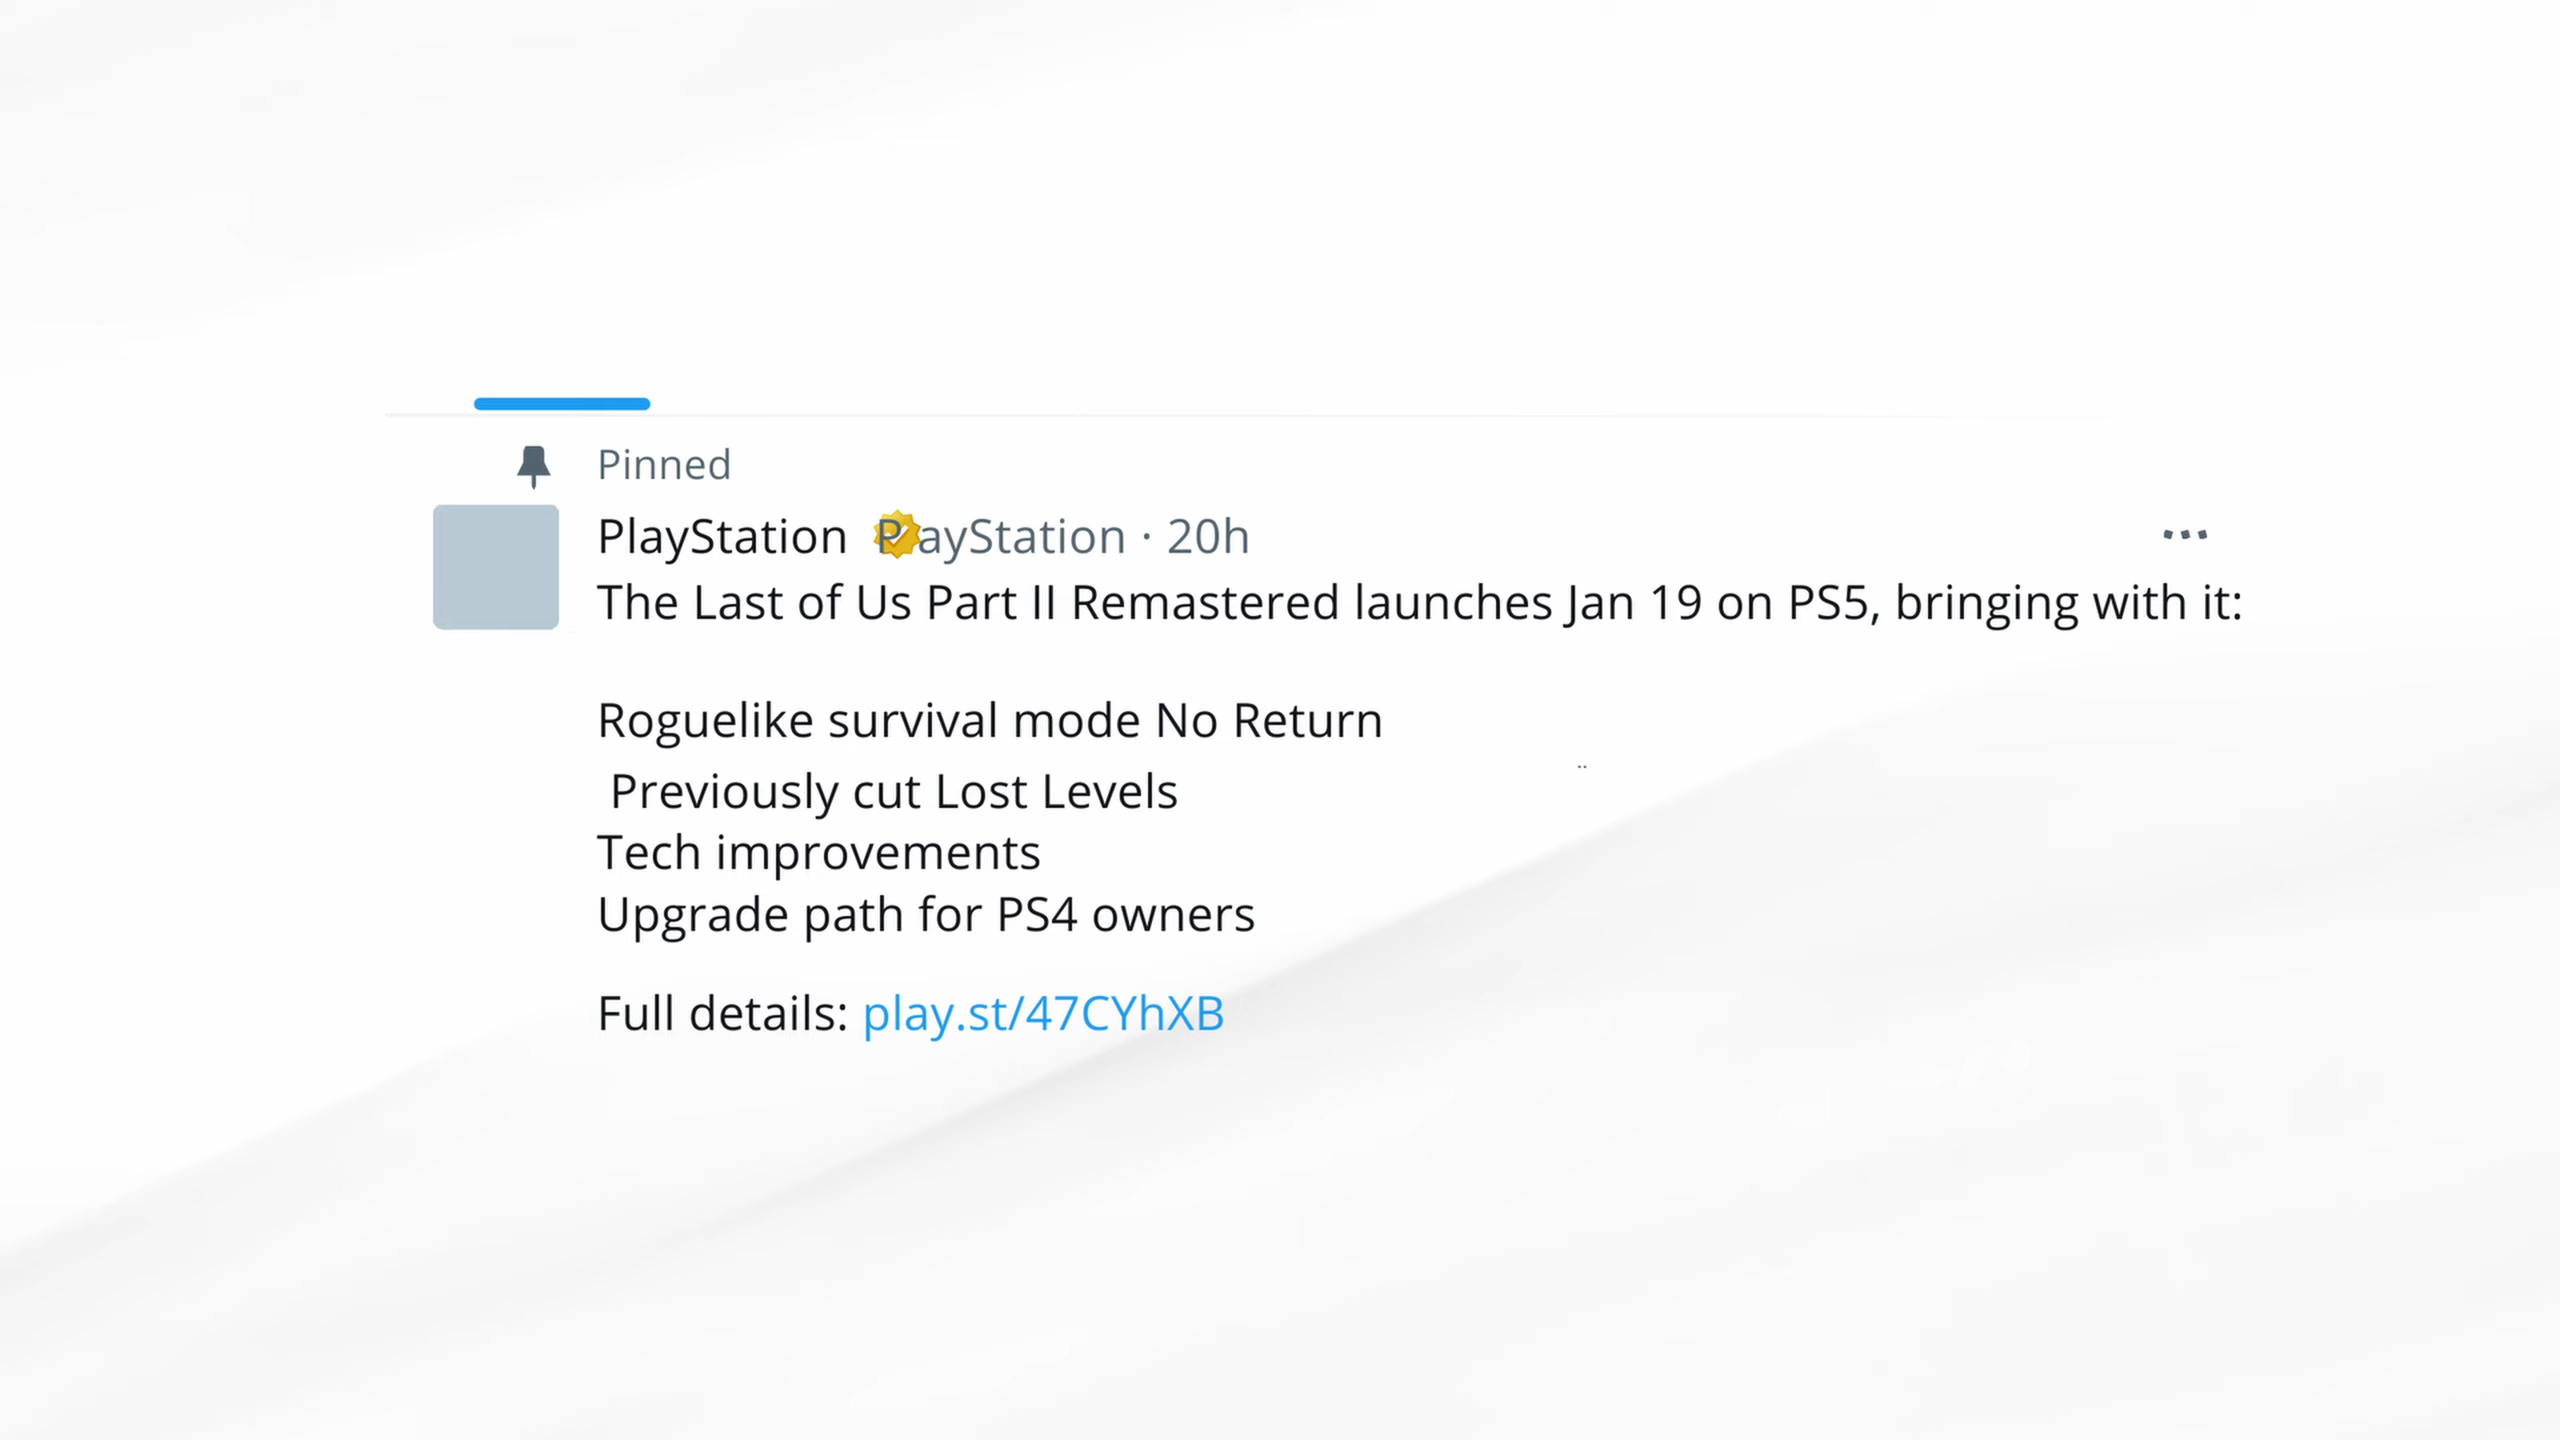 Pinned
PlayStation PlayStation · 20h
The Last of Us Part II Remastered launches Jan 19 on PS5, bringing with it:
Roguelike survival mode No Return
Previously cut Lost Levels
Tech improvements
Upgrade path for PS4 owners
Full details: play.st/47CYhXB